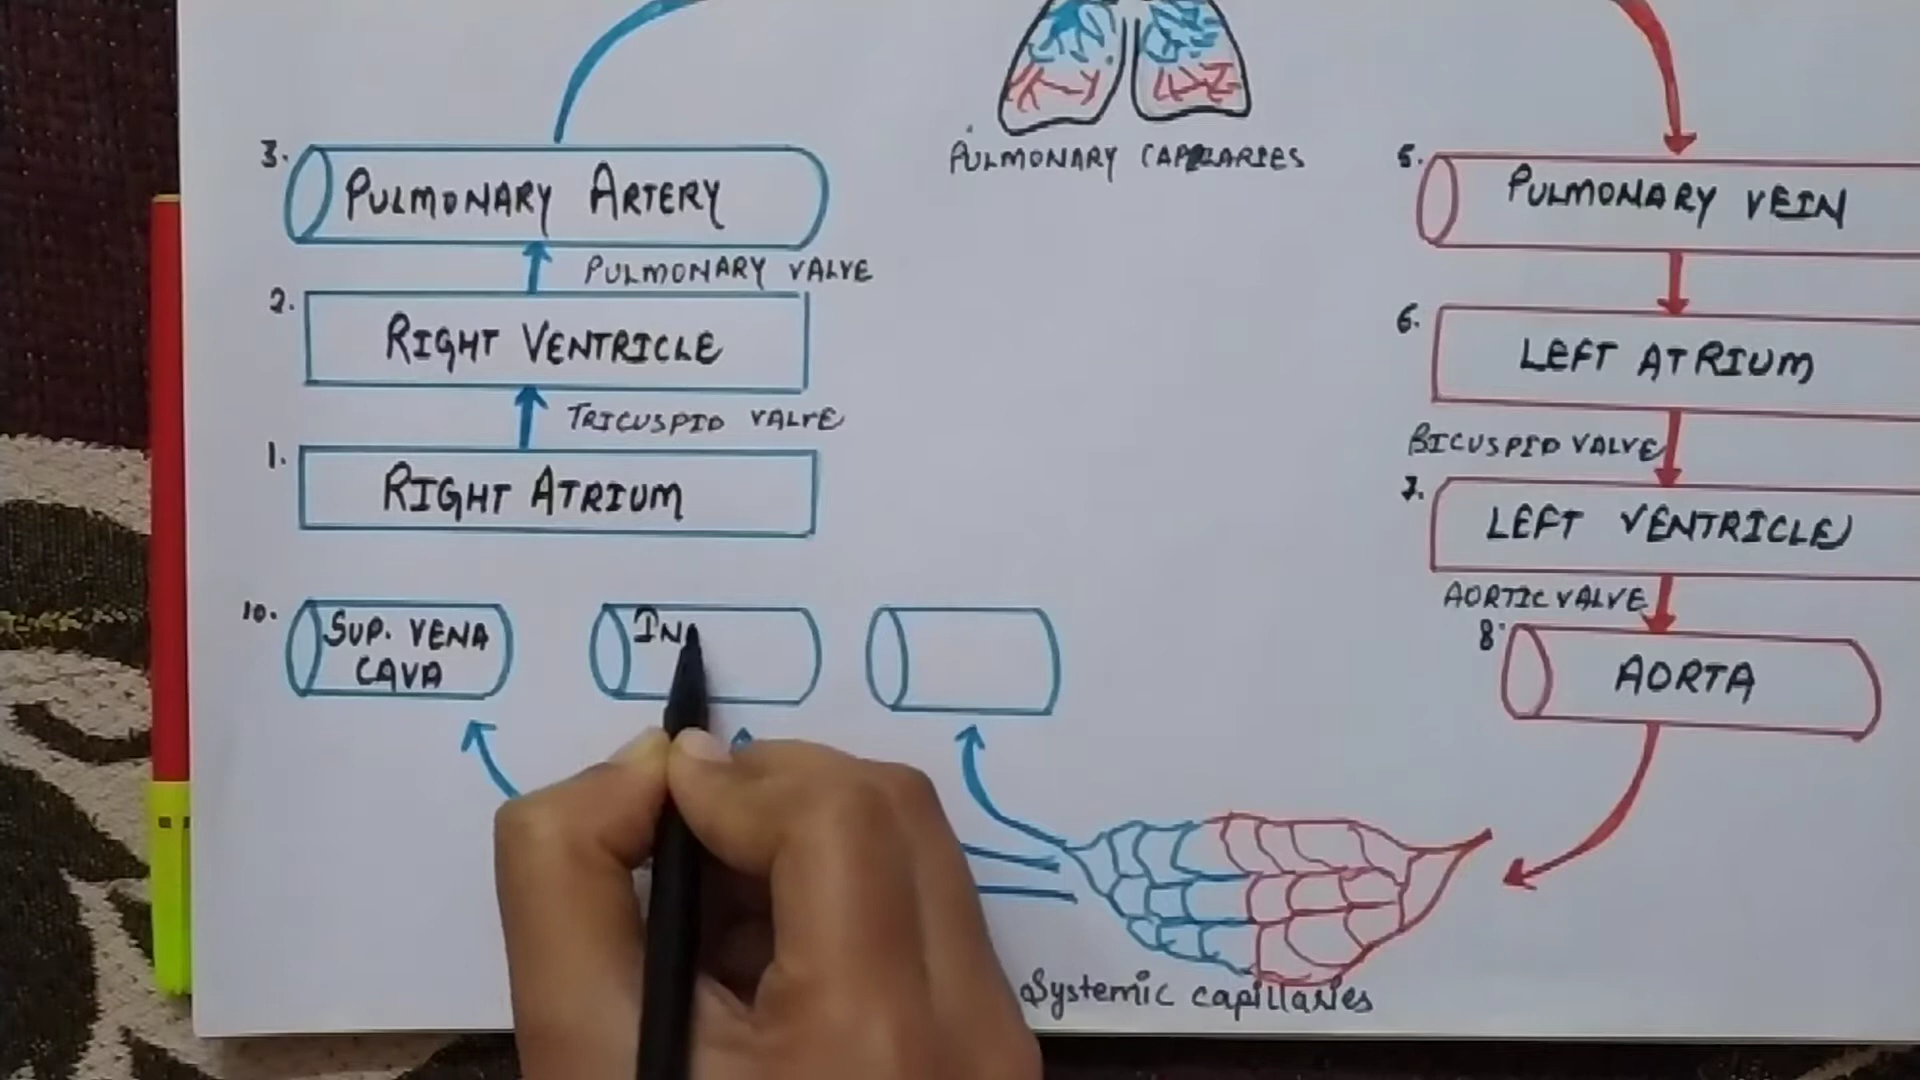 3.
PULMONARY ARTERY
PULMONARY VALVE
2.
RIGHT VENTRICLE
TRICUSPID VALVE
1.
RIGHT ATRIUM
10.
SUP. VENA
CAVA
IN
PULMONARY CAPILLARIES
5.
PULMONARY VEIN
6.
LEFT ATRIUM
BICUSPID VALVE
7.
LEFT VENTRICLE
AORTIC VALVE
8.
AORTA
Systemic capillaries